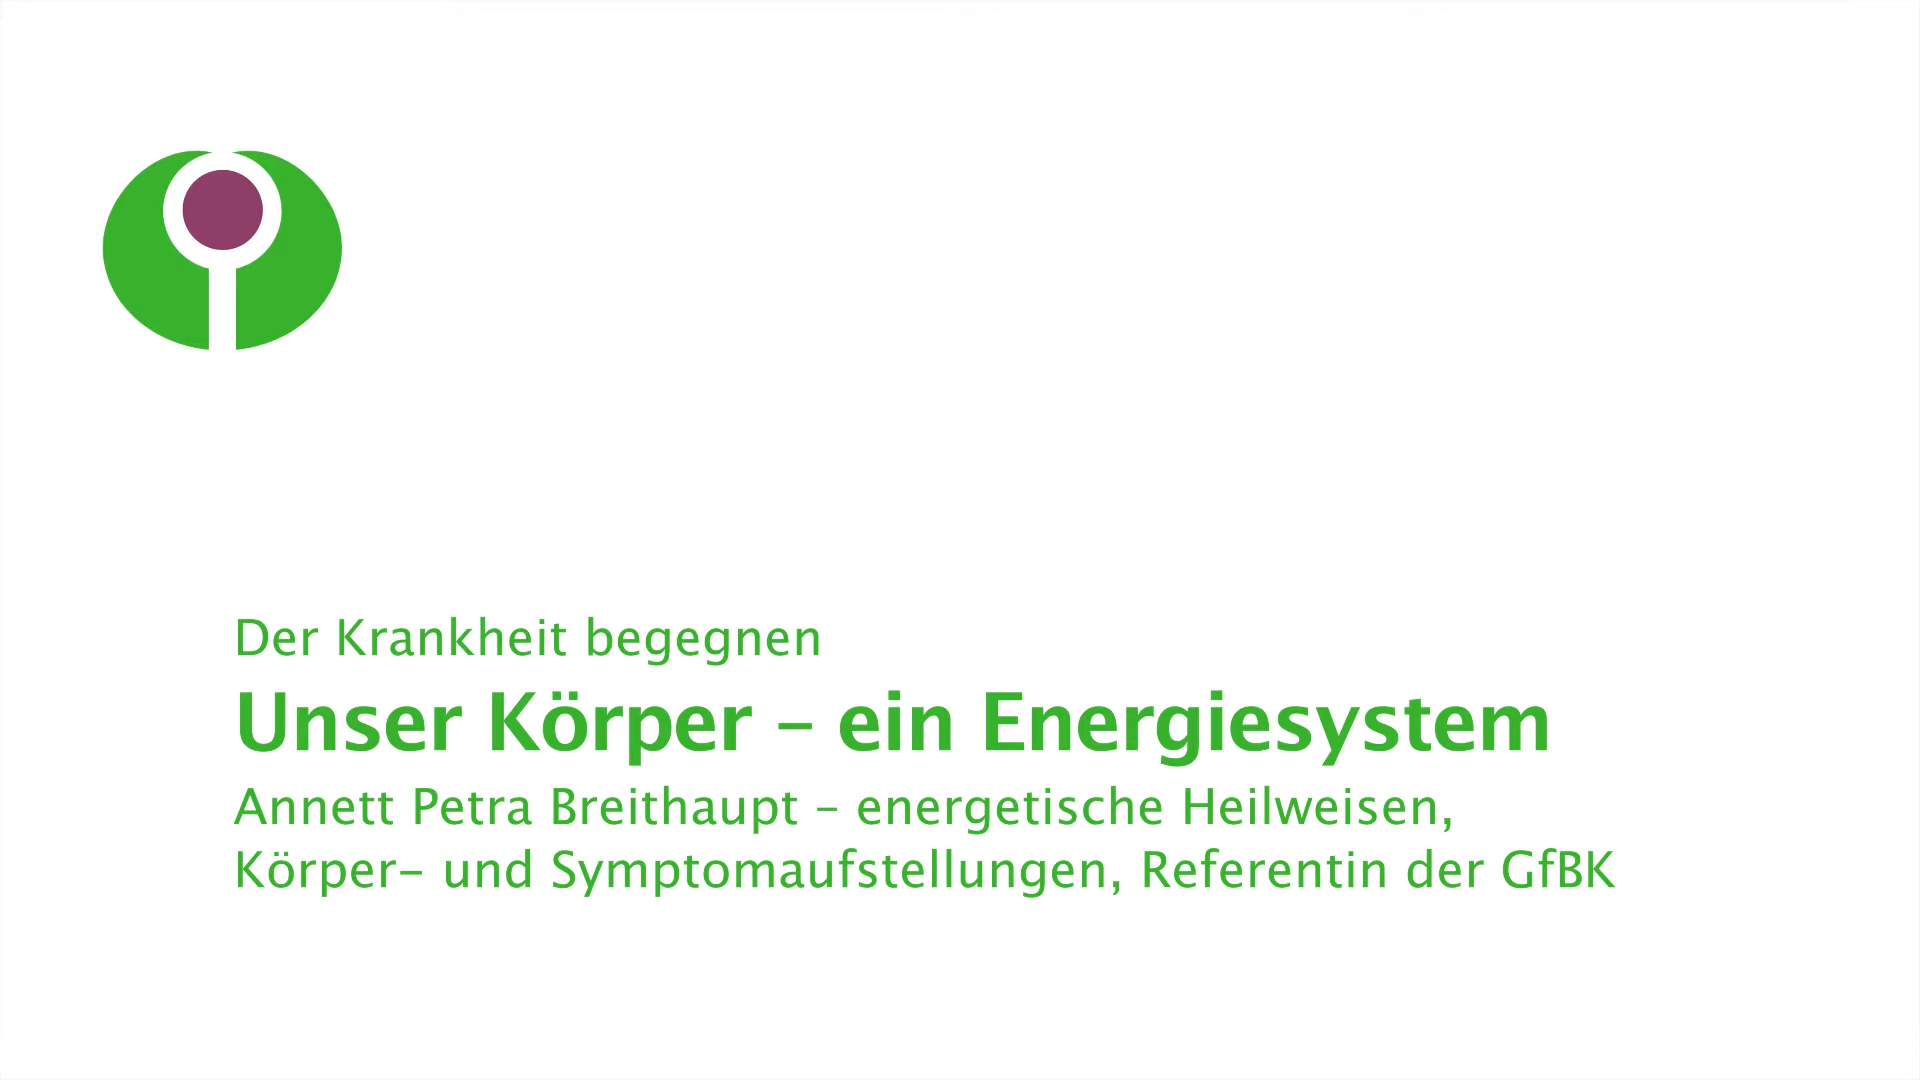 Der Krankheit begegnen
Unser Körper – ein Energiesystem
Annett Petra Breithaupt – energetische Heilweisen,
Körper– und Symptomaufstellungen, Referentin der GfBK